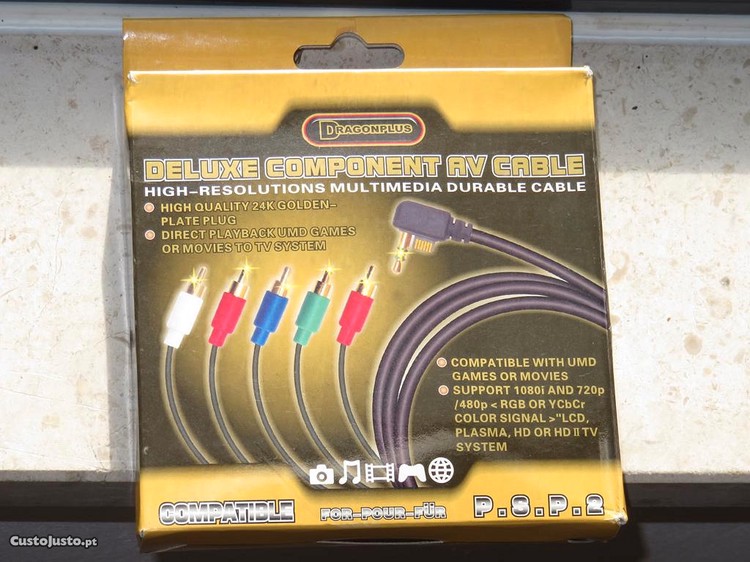 DRAGONPLUS
DELUXE COMPONENT AV CABLE
HIGH-RESOLUTIONS MULTIMEDIA DURABLE CABLE
HIGH QUALITY 24K GOLDEN-
PLATE PLUG
DIRECT PLAYBACK UMD GAMES
OR MOVIES TO TV SYSTEM
COMPATIBLE WITH UMD
GAMES OR MOVIES
SUPPORT 1080i AND 720p
/480p < RGB OR YCbCr
COLOR SIGNAL >"LCD,
PLASMA, HD OR HD II TV
SYSTEM
COMPATIBLE FOR-POUR-FÜR P.S.P.2
CustoJusto.pt